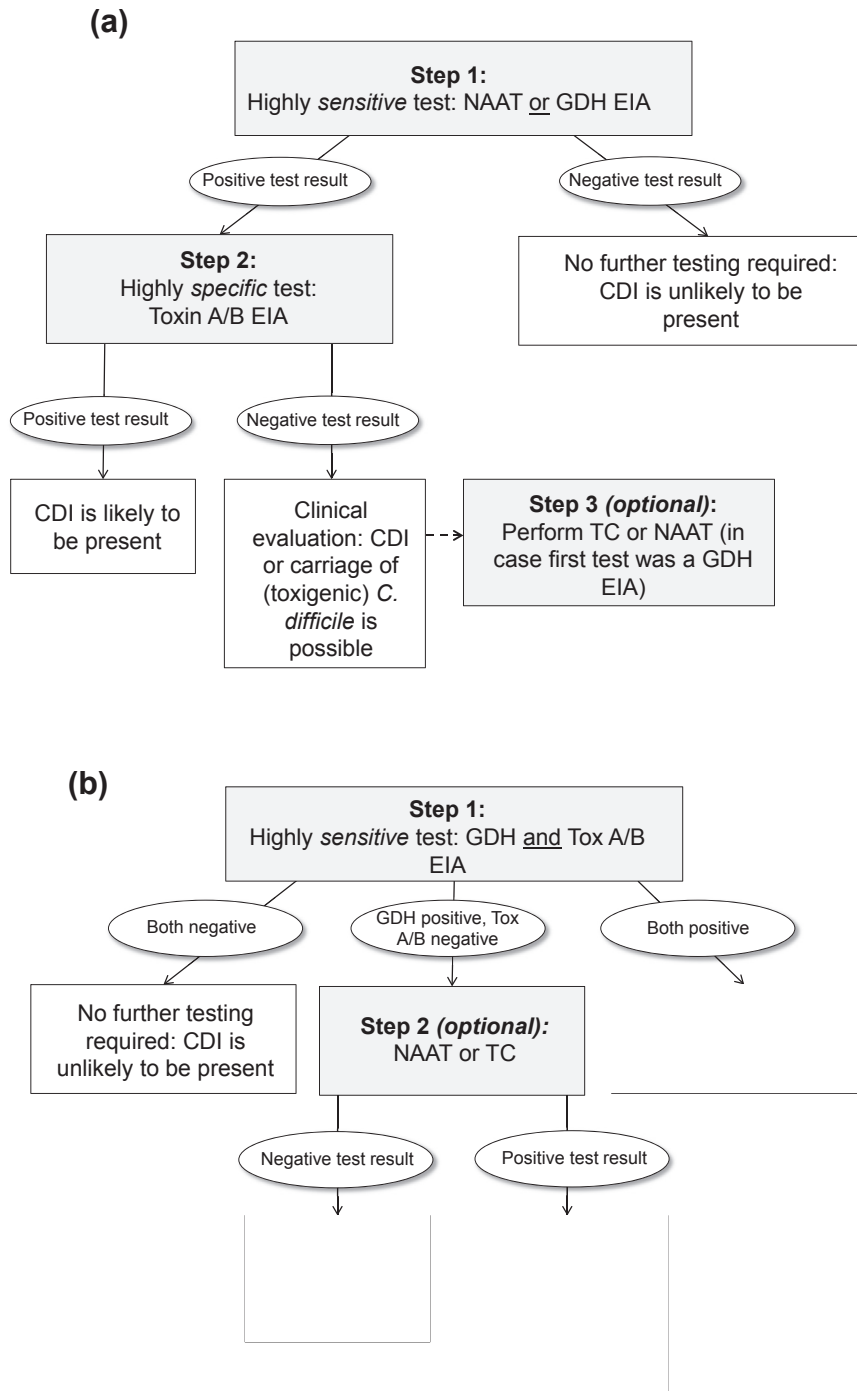 (a)
Step 1:
Highly sensitive test: NAAT or GDH EIA
Positive test result
Negative test result
Step 2:
Highly specific test:
Toxin A/B EIA
No further testing required:
CDI is unlikely to be
present
Positive test result
Negative test result
CDI is likely to
be present
Clinical
evaluation: CDI
or carriage of
(toxigenic) C.
difficile is
possible
Step 3 (optional):
Perform TC or NAAT (in
case first test was a GDH
EIA)
(b)
Step 1:
Highly sensitive test: GDH and Tox A/B
EIA
Both negative
GDH positive, Tox
A/B negative
Both positive
No further testing
required: CDI is
unlikely to be present
Step 2 (optional):
NAAT or TC
Negative test result
Positive test result